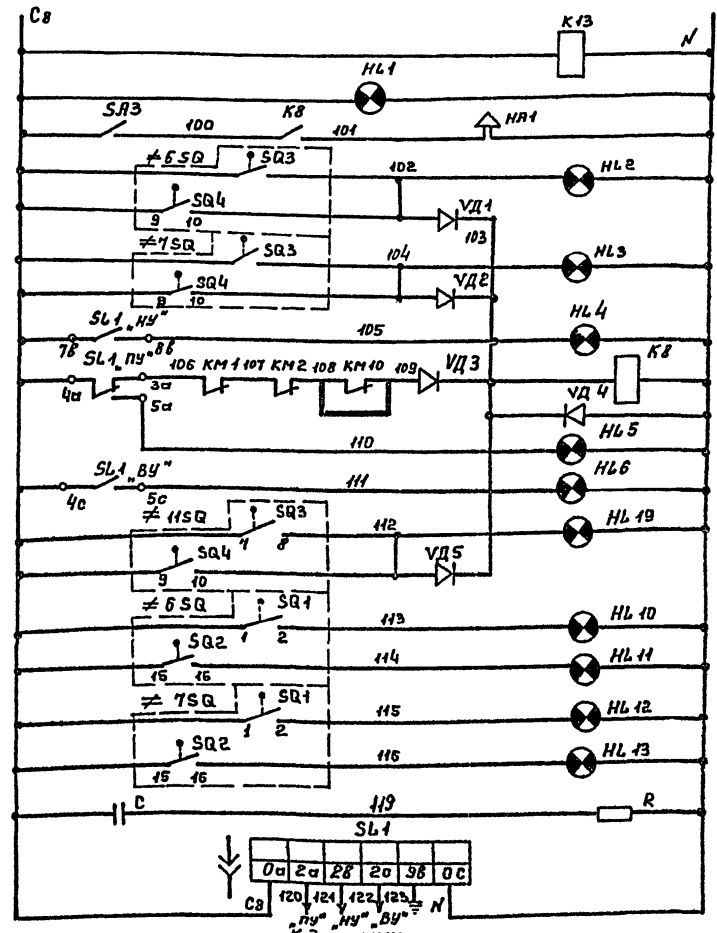 C8 K13 N
HL1
SA3 100 K8 101 HA1
≠6SQ SQ3 102 HL2
SQ4 9 10 VД1 103
≠7SQ SQ3 104 HL3
SQ4 8 10 VД2
SL1 „НУ" 7в 8в 105 HL4
SL1 „ПУ" 4а 3а 5а 106 KM1 107 KM2 108 KM10 109 VД3 K8
VД4
110 HL5
SL1 „ВУ" 4с 5с 111 HL6
≠11SQ SQ3 7 8 112 HL19
SQ4 9 10 VД5
≠6SQ SQ1 1 2 113 HL10
SQ2 15 16 114 HL11
≠7SQ SQ1 1 2 115 HL12
SQ2 15 16 116 HL13
C 119 R
SL1
0а 2а 2в 2с 9в 0с
C8 120 121 122 123 N
„ПУ" „НУ" „ВУ"